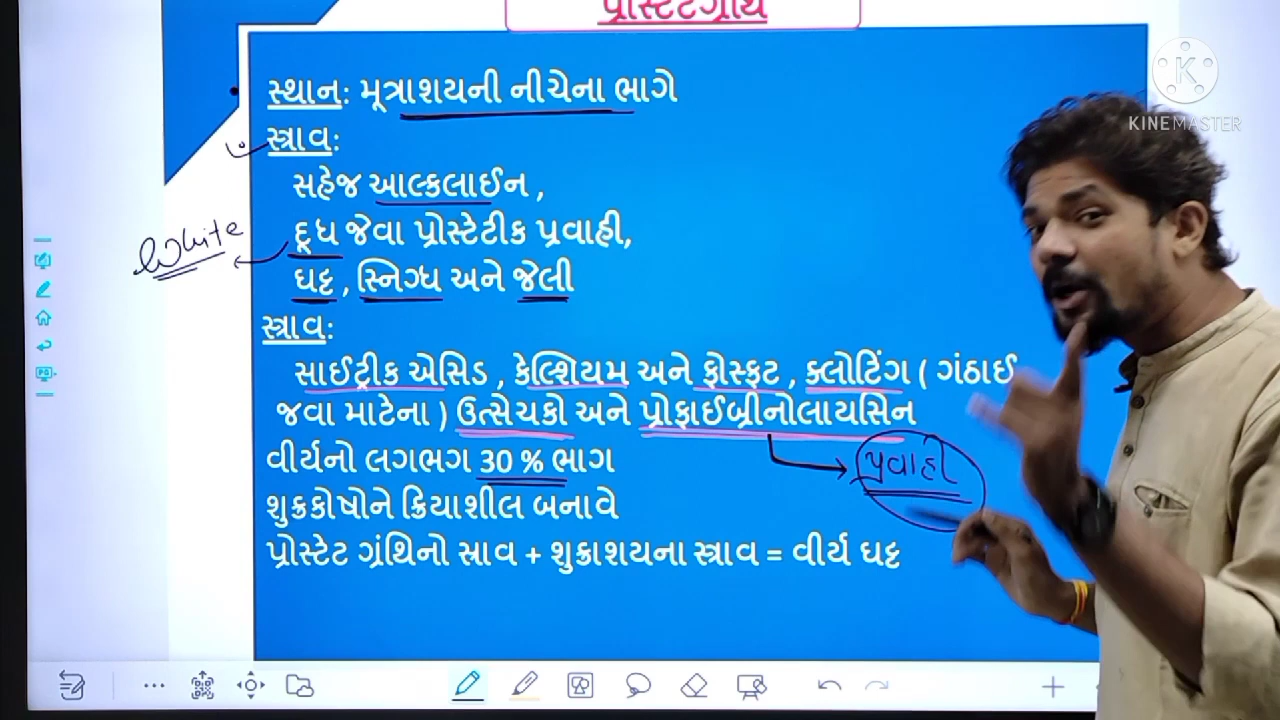 પ્રોસ્ટેટગ્રંથિ
K
KINEMASTER
સ્થાન: મૂત્રાશયની નીચેના ભાગે
સ્ત્રાવ:
સહેજ આલ્કલાઈન ,
દૂધ જેવા પ્રોસ્ટેટીક પ્રવાહી,
White
ઘટ્ટ , સ્નિગ્ધ અને જેલી
સ્ત્રાવ:
સાઈટ્રીક એસિડ , કેલ્શિયમ અને ફોસ્ફટ , ક્લોટિંગ ( ગંઠાઈ
જવા માટેના ) ઉત્સેચકો અને પ્રોફાઈબ્રીનોલાયસિન
વીર્યનો લગભગ 30 % ભાગ
પ્રવાહી
શુક્રકોષોને ક્રિયાશીલ બનાવે
પ્રોસ્ટેટ ગ્રંથિનો સ્રાવ + શુક્રાશયના સ્ત્રાવ = વીર્ય ઘટ્ટ